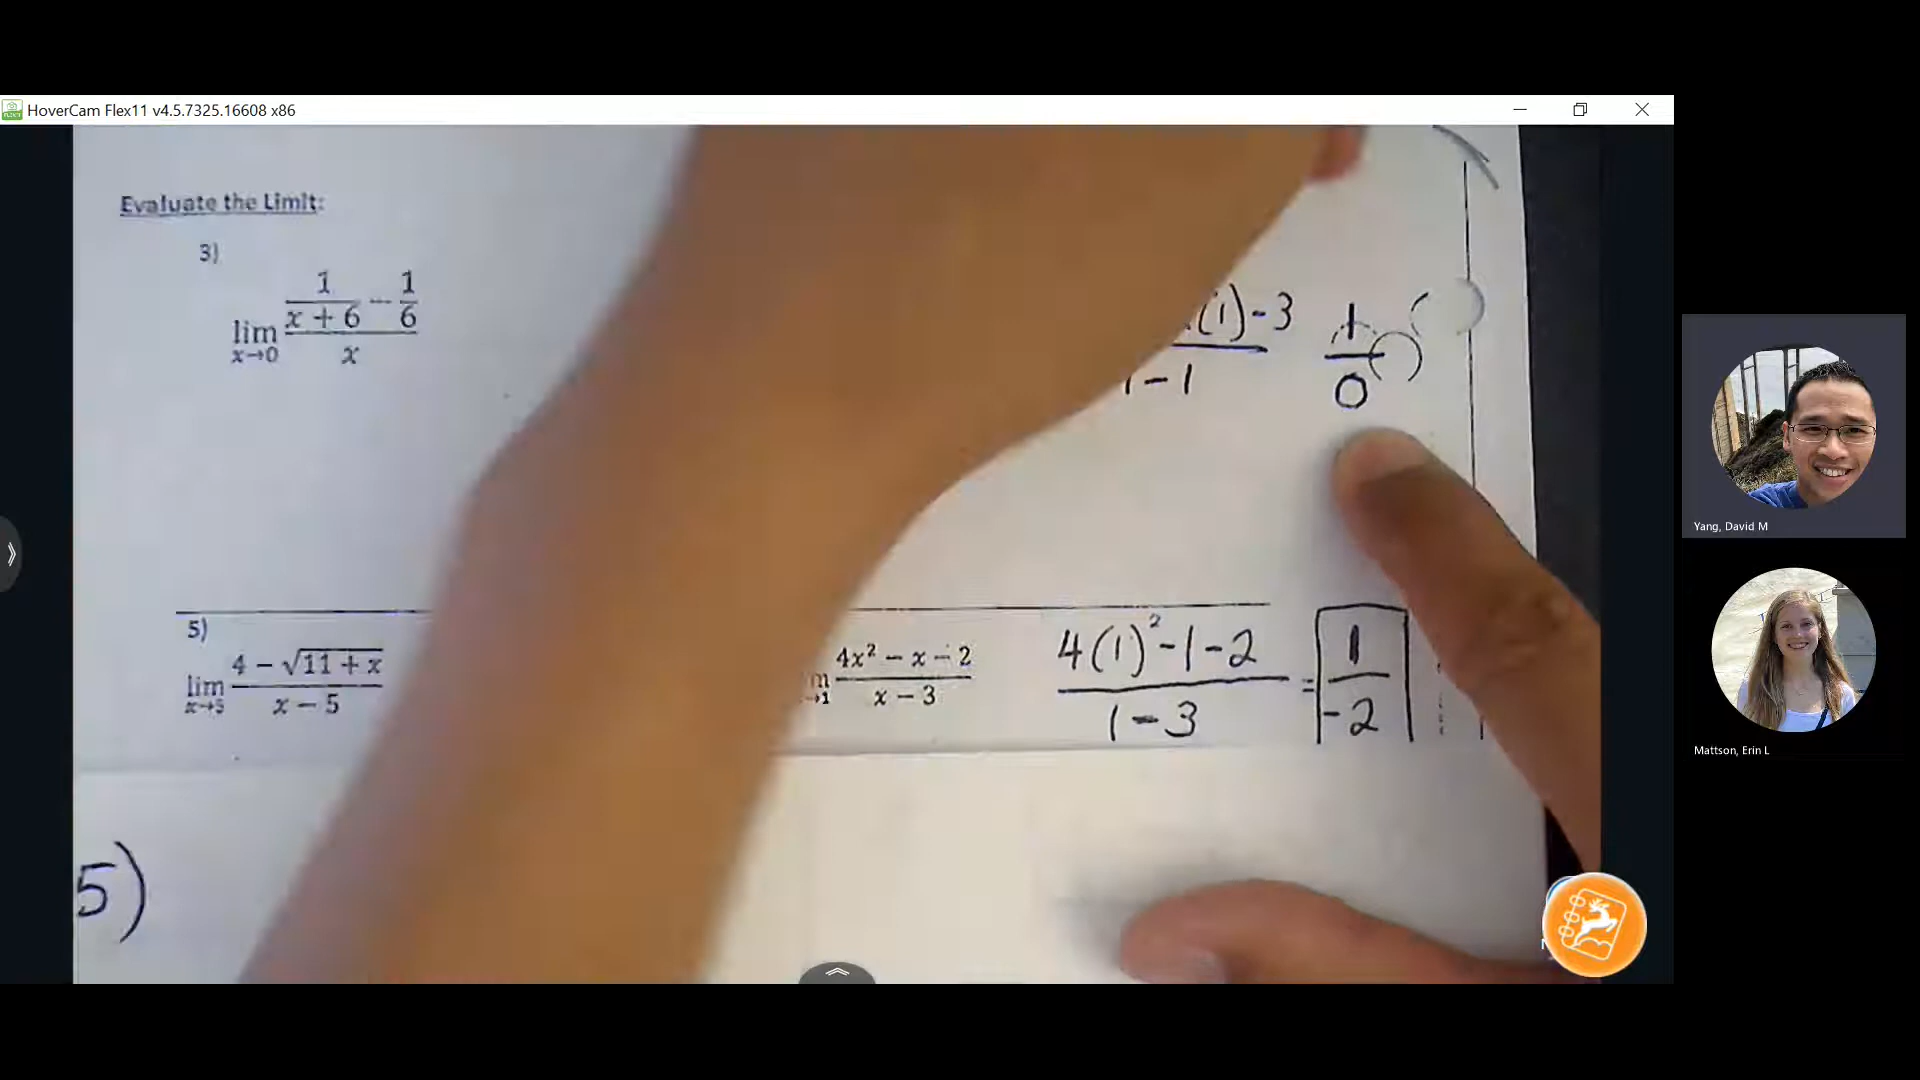 HoverCam Flex11 v4.5.7325.16608 x86
Evaluate the Limit:
3)
lim x→0 (1/(x + 6) − 1/6)/x
(1)-3
1-1
1/0
5)
lim x→5 (4 − √(11 + x))/(x − 5)
(4x² − x − 2)/(x − 3)
(4(1)²-1-2)/(1-3) = 1/-2
5)
Yang, David M
Mattson, Erin L